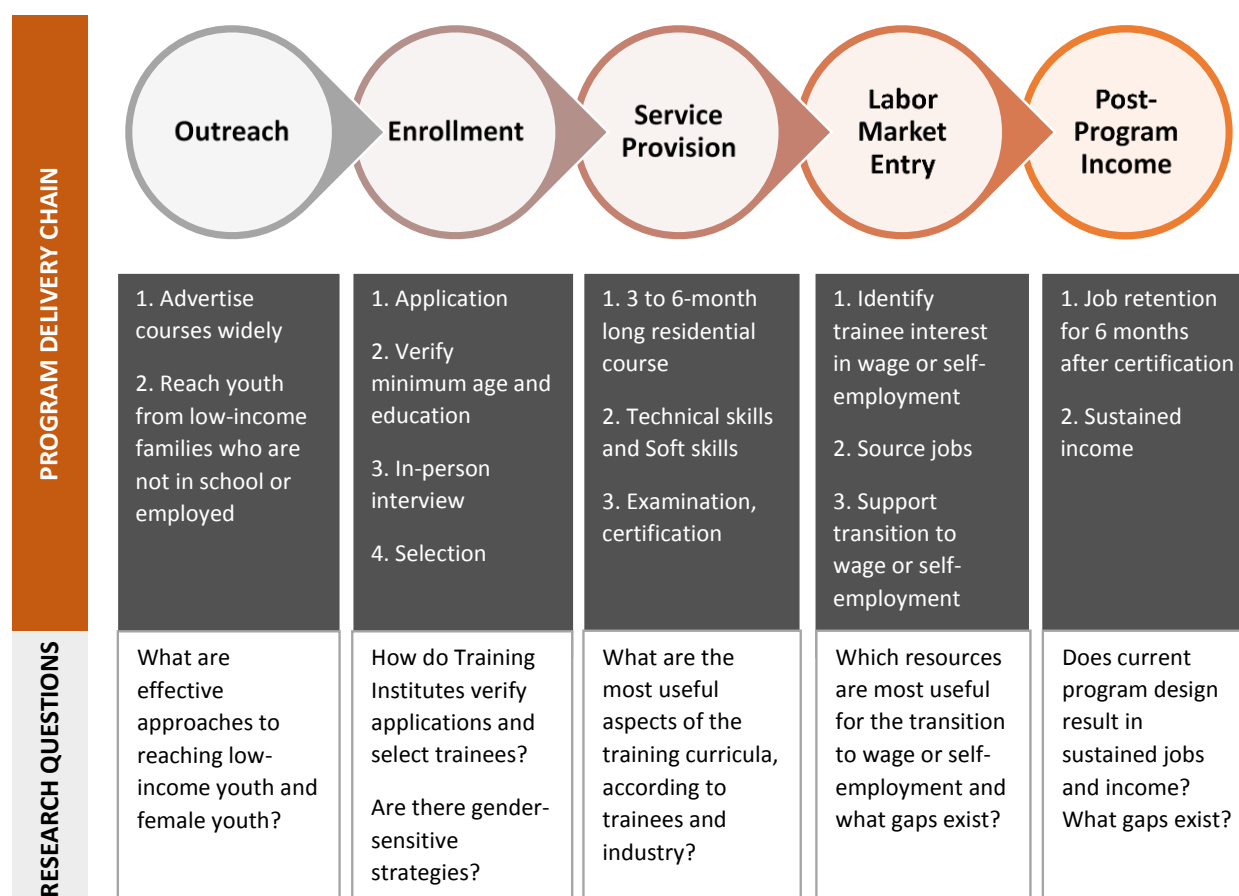 PROGRAM DELIVERY CHAIN
Outreach
Enrollment
Service
Provision
Labor
Market
Entry
Post-
Program
Income
1. Advertise
courses widely
2. Reach youth
from low-income
families who are
not in school or
employed
1. Application
2. Verify
minimum age and
education
3. In-person
interview
4. Selection
1. 3 to 6-month
long residential
course
2. Technical skills
and Soft skills
3. Examination,
certification
1. Identify
trainee interest
in wage or self-
employment
2. Source jobs
3. Support
transition to
wage or self-
employment
1. Job retention
for 6 months
after certification
2. Sustained
income
RESEARCH QUESTIONS
What are
effective
approaches to
reaching low-
income youth and
female youth?
How do Training
Institutes verify
applications and
select trainees?
Are there gender-
sensitive
strategies?
What are the
most useful
aspects of the
training curricula,
according to
trainees and
industry?
Which resources
are most useful
for the transition
to wage or self-
employment and
what gaps exist?
Does current
program design
result in
sustained jobs
and income?
What gaps exist?